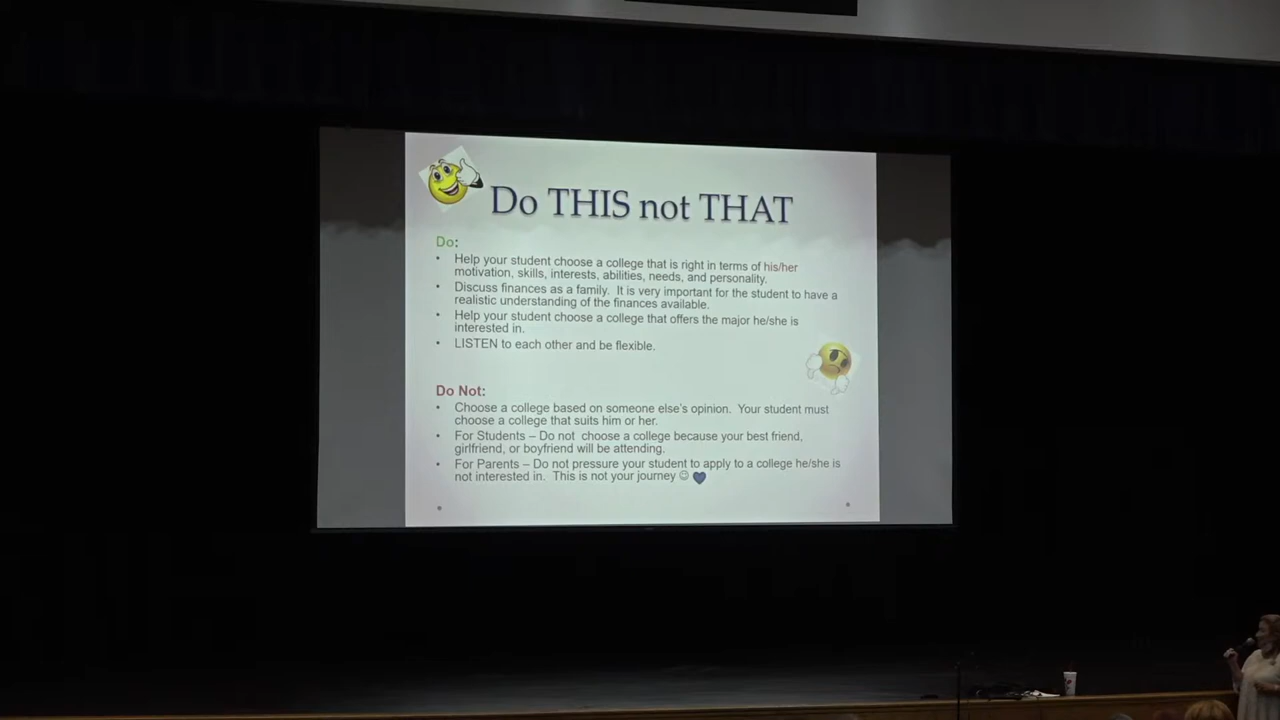 Do THIS not THAT
Do:
• Help your student choose a college that is right in terms of his/her
motivation, skills, interests, abilities, needs, and personality.
• Discuss finances as a family. It is very important for the student to have a
realistic understanding of the finances available.
• Help your student choose a college that offers the major he/she is
interested in.
• LISTEN to each other and be flexible.
Do Not:
• Choose a college based on someone else's opinion. Your student must
choose a college that suits him or her.
• For Students – Do not choose a college because your best friend,
girlfriend, or boyfriend will be attending.
• For Parents – Do not pressure your student to apply to a college he/she is
not interested in. This is not your journey ☺ 💙